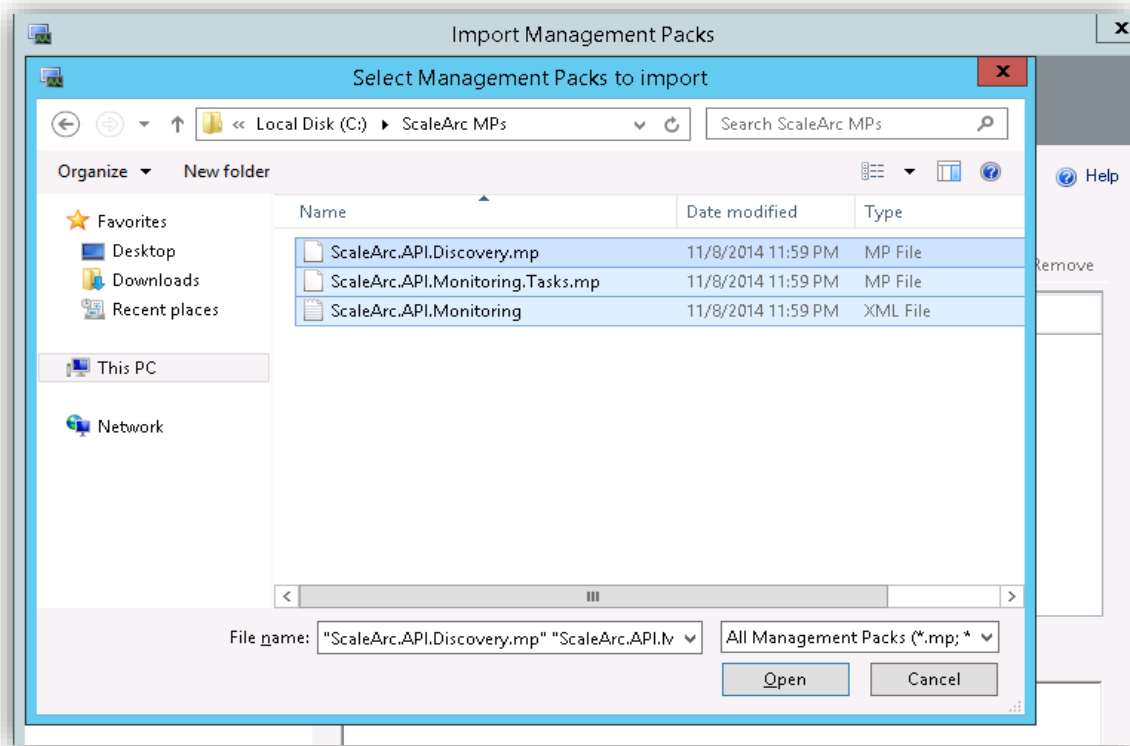 Import Management Packs
x
Select Management Packs to import
x
« Local Disk (C:) ScaleArc MPs
Search ScaleArc MPs
Organize
New folder
Help
Favorites
Desktop
Downloads
Recent places
This PC
Network
Name
Date modified
Type
ScaleArc.API.Discovery.mp 11/8/2014 11:59 PM MP File
Remove
ScaleArc.API.Monitoring.Tasks.mp 11/8/2014 11:59 PM MP File
ScaleArc.API.Monitoring 11/8/2014 11:59 PM XML File
File name: "ScaleArc.API.Discovery.mp" "ScaleArc.API.M
All Management Packs (*.mp; *
Open
Cancel